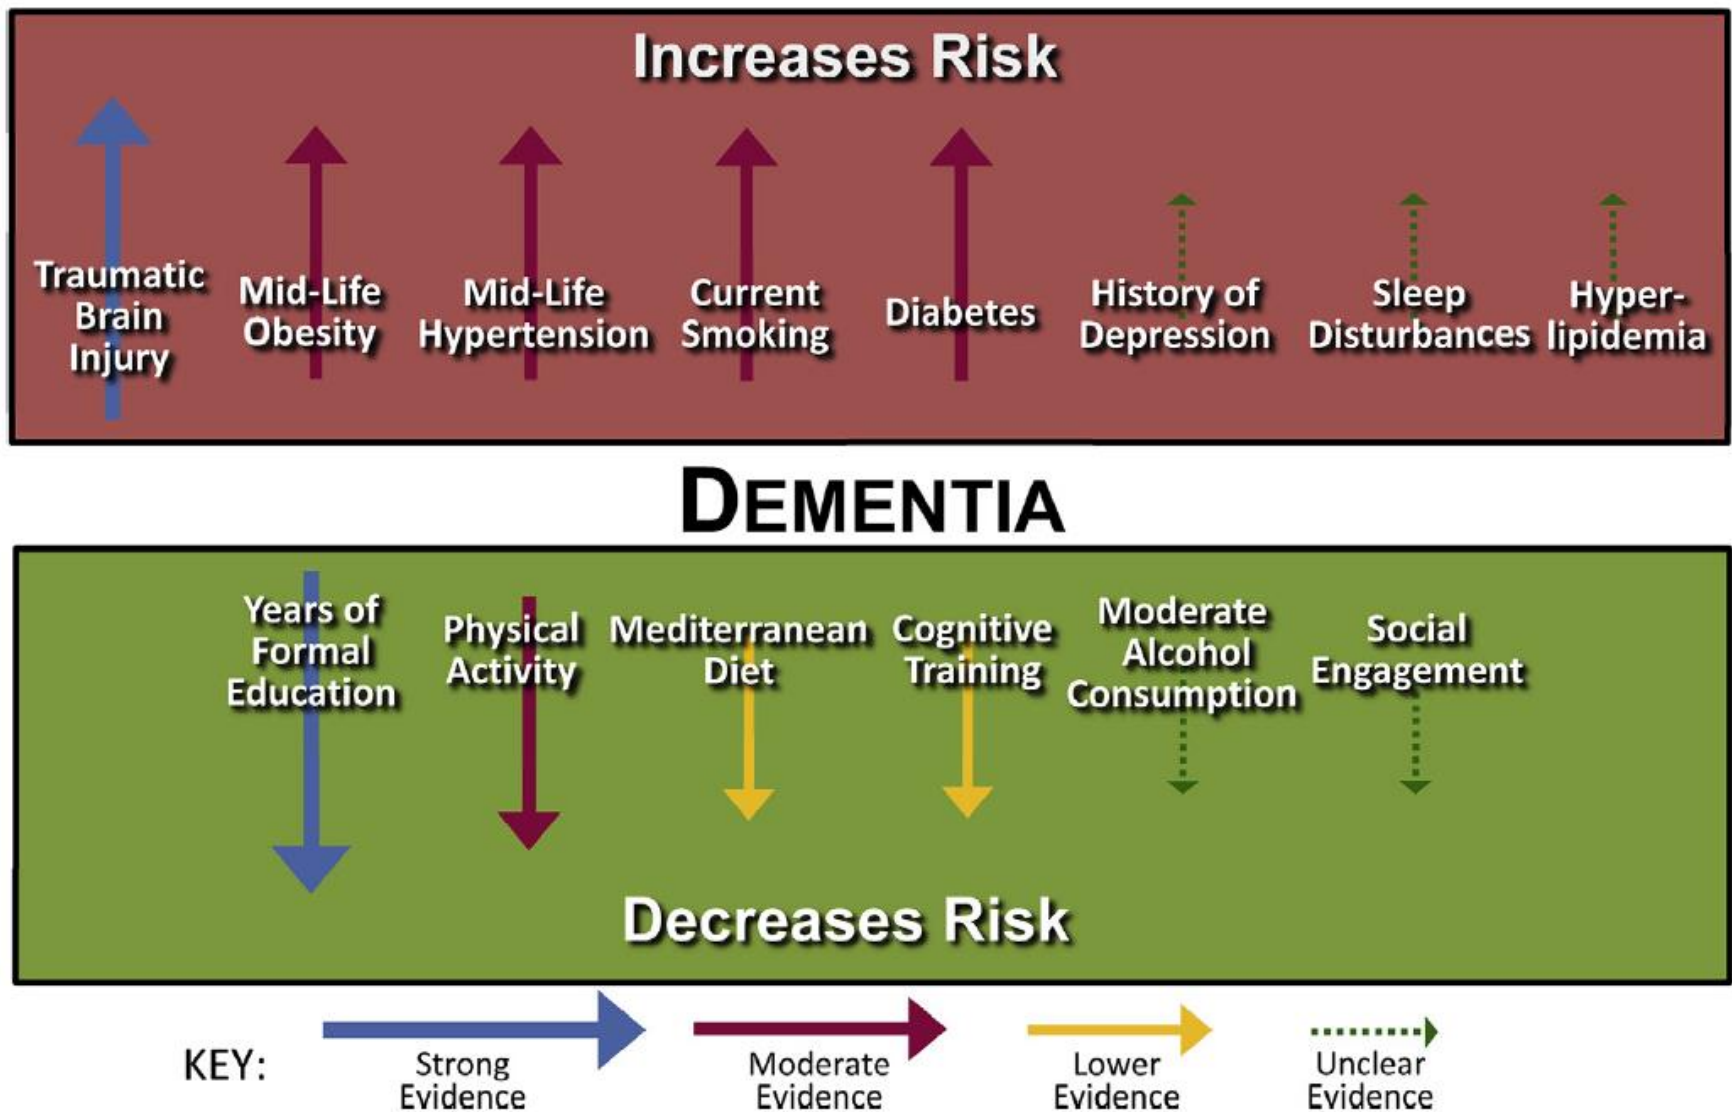 Increases Risk
Traumatic
Brain
Injury
Mid-Life
Obesity
Mid-Life
Hypertension
Current
Smoking
Diabetes
History of
Depression
Sleep
Disturbances
Hyper-
lipidemia
DEMENTIA
Years of
Formal
Education
Physical
Activity
Mediterranean
Diet
Cognitive
Training
Moderate
Alcohol
Consumption
Social
Engagement
Decreases Risk
KEY:
Strong
Evidence
Moderate
Evidence
Lower
Evidence
Unclear
Evidence